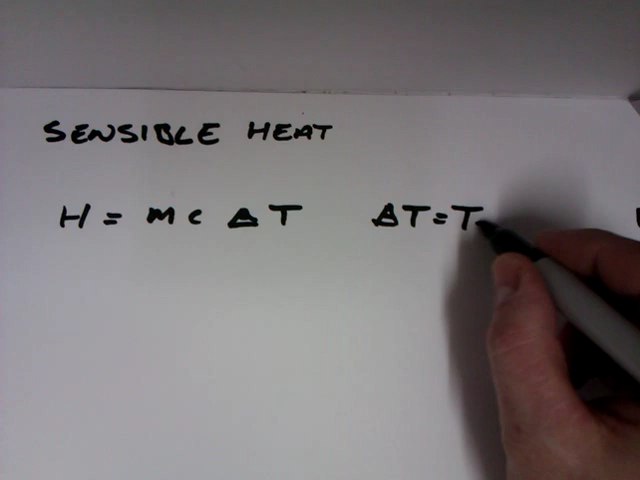 SENSIBLE HEAT
H = mc ΔT ΔT=T